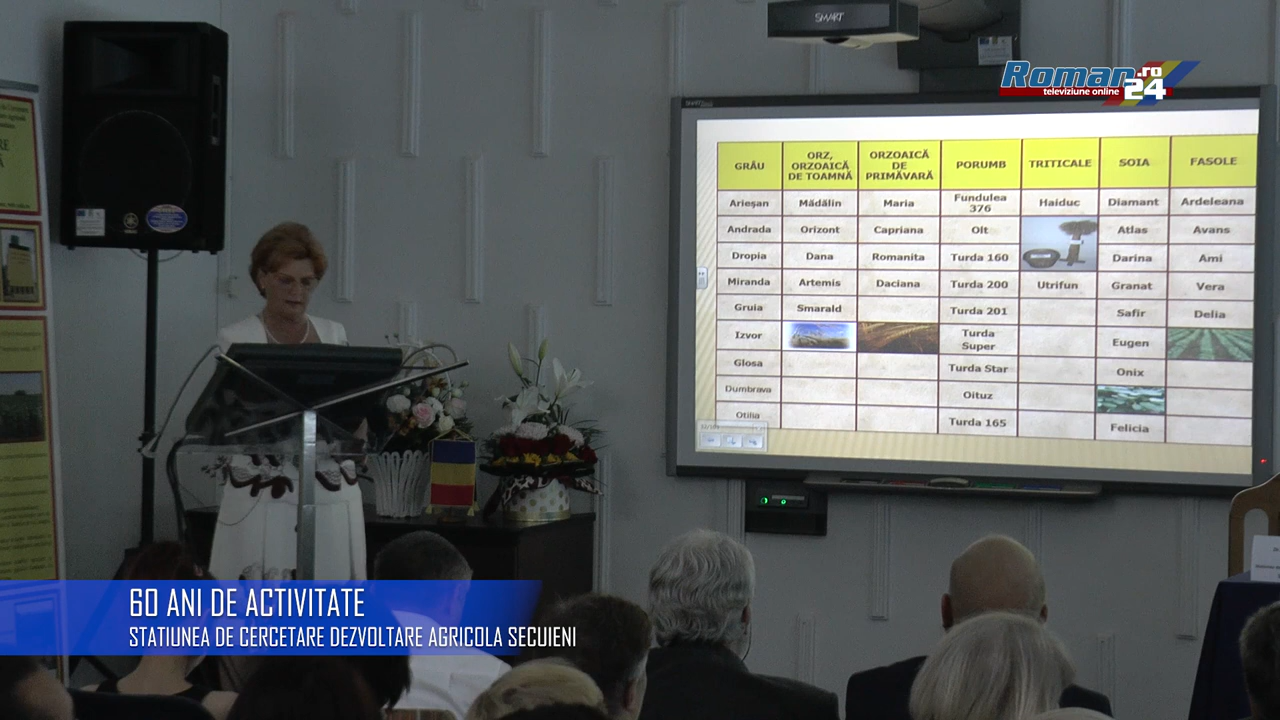 SMART
Roman .ro
24
televiziune online
GRÂU
ORZ,
ORZOAICĂ
DE TOAMNĂ
ORZOAICĂ
DE
PRIMĂVARĂ
PORUMB
TRITICALE
SOIA
FASOLE
Arieşan
Mădălin
Maria
Fundulea
376
Haiduc
Diamant
Ardeleana
Andrada
Orizont
Capriana
Olt
Atlas
Avans
Dropia
Dana
Romanita
Turda 160
Darina
Ami
Miranda
Artemis
Daciana
Turda 200
Utrifun
Granat
Vera
Gruia
Smarald
Turda 201
Safir
Delia
Izvor
Turda
Super
Eugen
Glosa
Turda Star
Onix
Dumbrava
Oituz
Otilia
Turda 165
Felicia
60 ANI DE ACTIVITATE
STATIUNEA DE CERCETARE DEZVOLTARE AGRICOLA SECUIENI